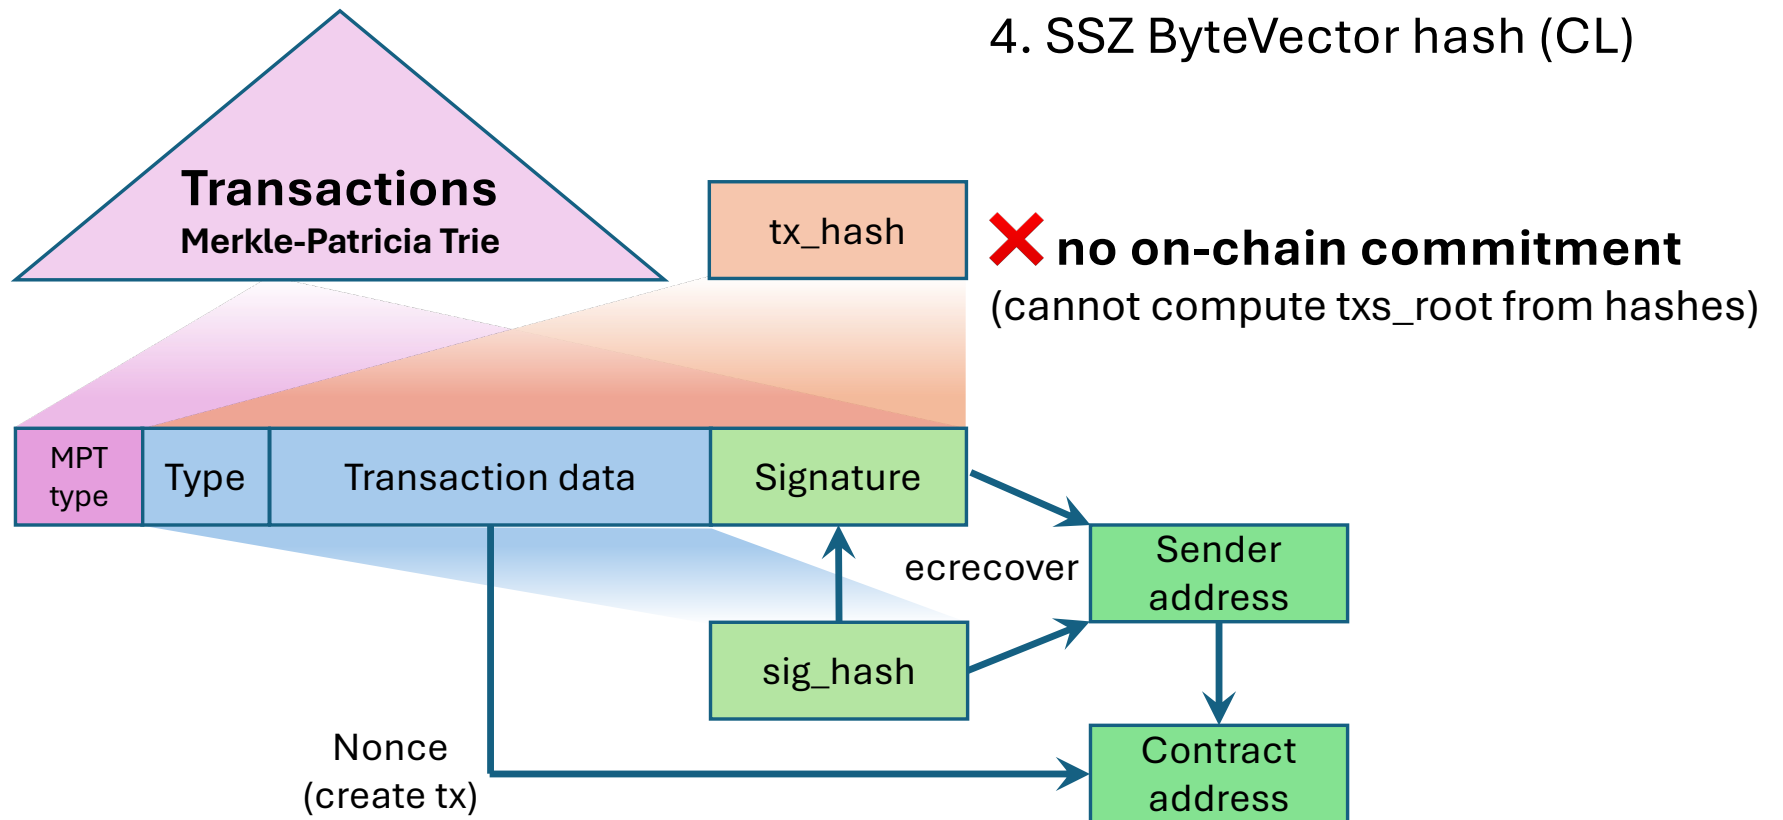 4. SSZ ByteVector hash (CL)
Transactions
Merkle-Patricia Trie
tx_hash
no on-chain commitment
(cannot compute txs_root from hashes)
MPT
type
Type
Transaction data
Signature
ecrecover
Sender
address
sig_hash
Nonce
(create tx)
Contract
address